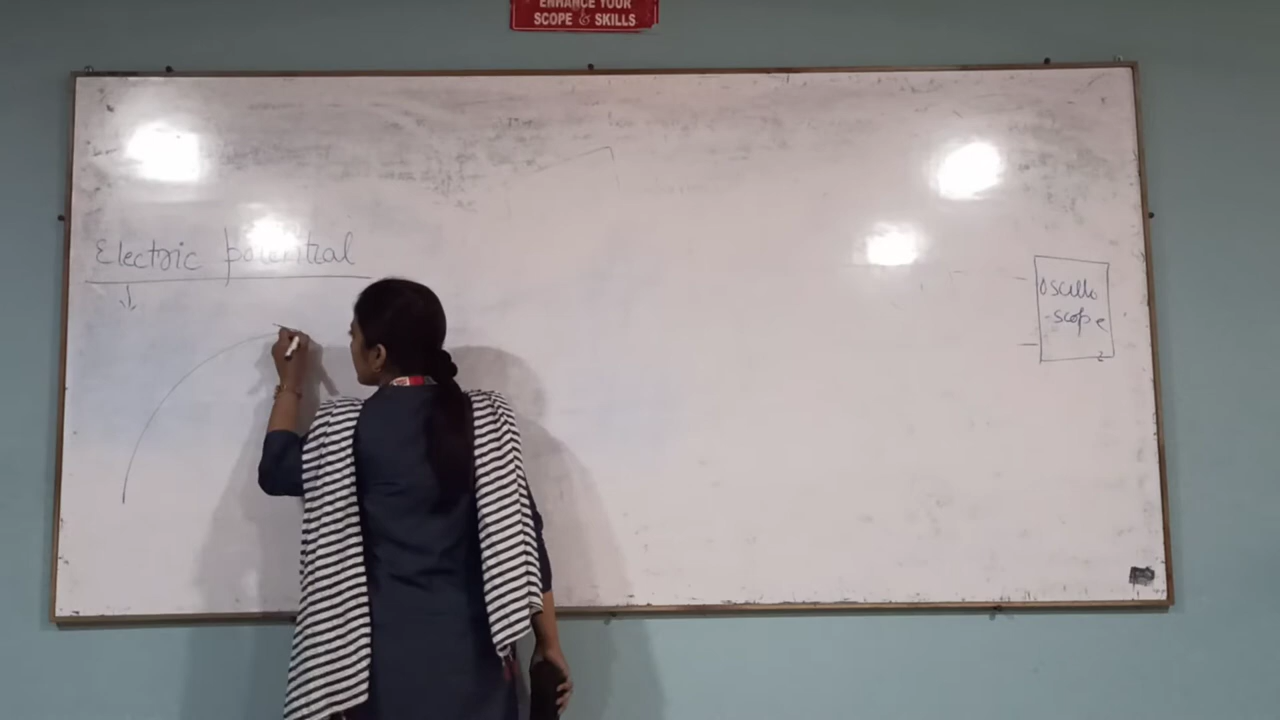 ENHANCE YOUR
SCOPE & SKILLS
Electric potential
Oscillo
-scope